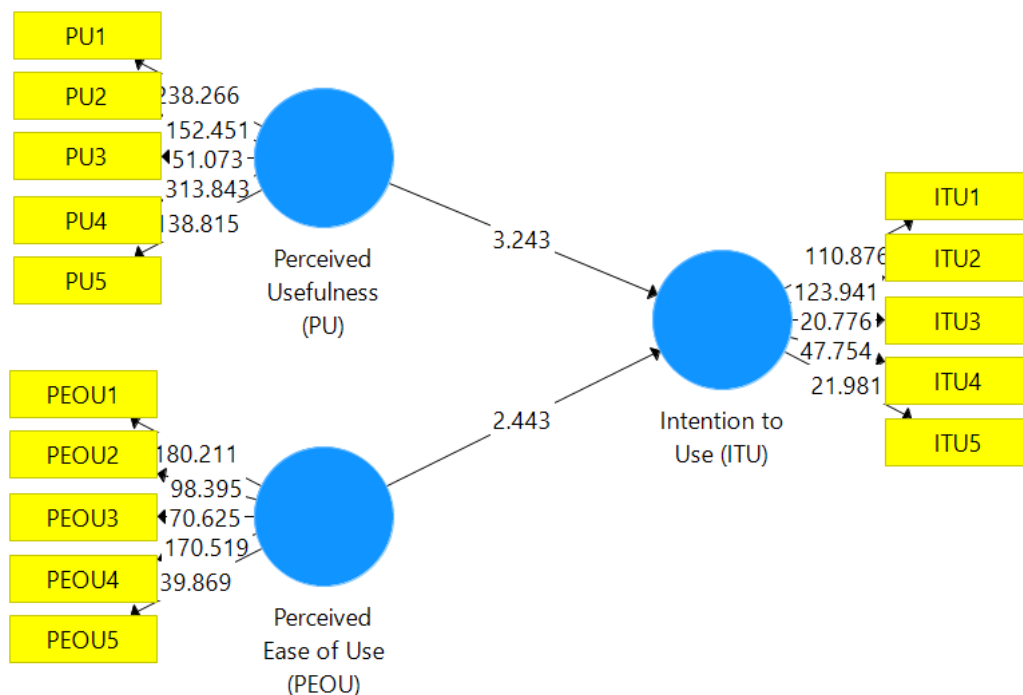 PU1
PU2
PU3
PU4
PU5
238.266
152.451
51.073
313.843
138.815
Perceived
Usefulness
(PU)
3.243
PEOU1
PEOU2
PEOU3
PEOU4
PEOU5
180.211
98.395
70.625
170.519
39.869
Perceived
Ease of Use
(PEOU)
2.443
Intention to
Use (ITU)
110.876
123.941
20.776
47.754
21.981
ITU1
ITU2
ITU3
ITU4
ITU5